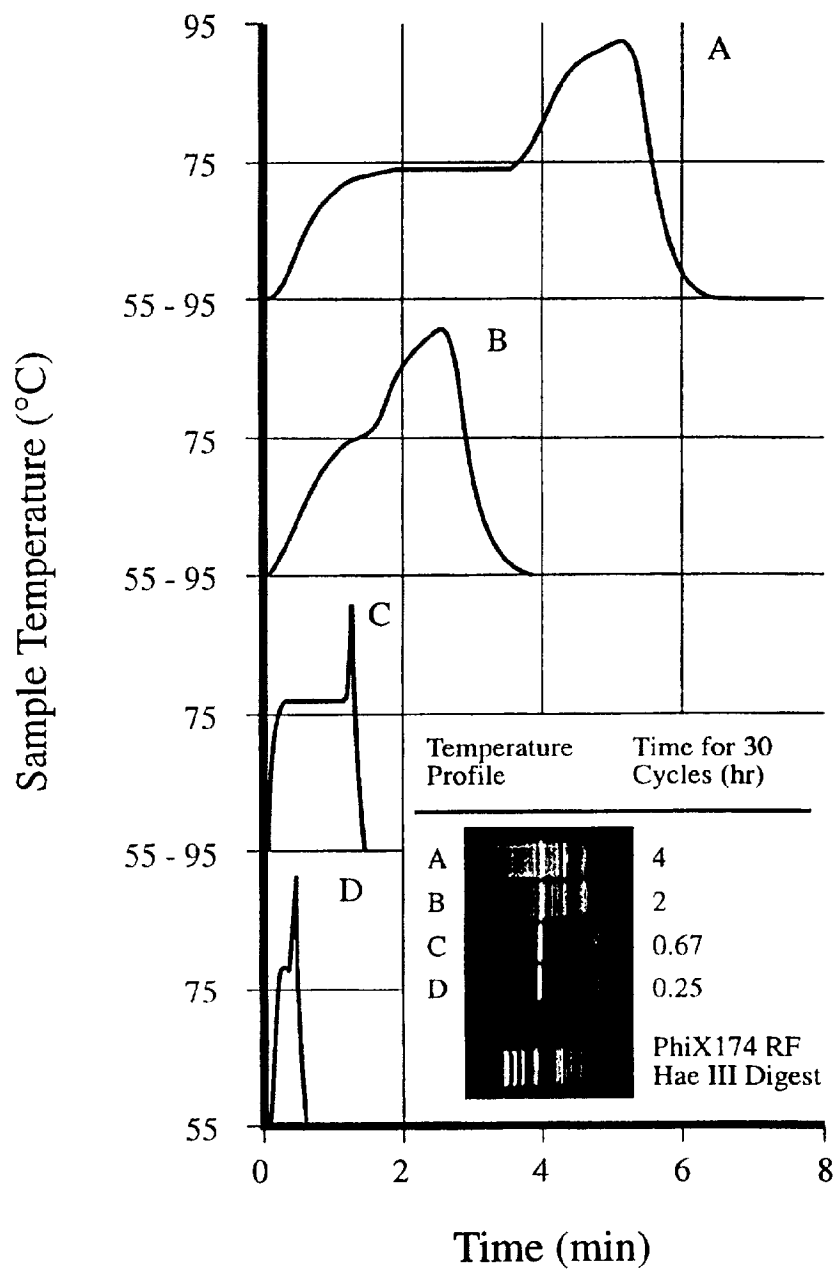 95
A
75
55 - 95
B
75
55 - 95
C
75
Temperature Profile
Time for 30 Cycles (hr)
55 - 95
D
A 4
B 2
C 0.67
D 0.25
75
PhiX174 RF
Hae III Digest
55
0 2 4 6 8
Time (min)
Sample Temperature (°C)